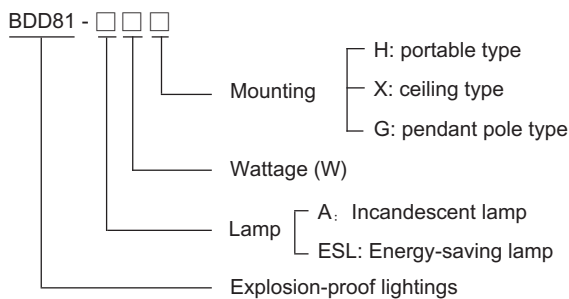 BDD81 - □□□
H: portable type
Mounting
X: ceiling type
G: pendant pole type
Wattage (W)
A: Incandescent lamp
Lamp
ESL: Energy-saving lamp
Explosion-proof lightings